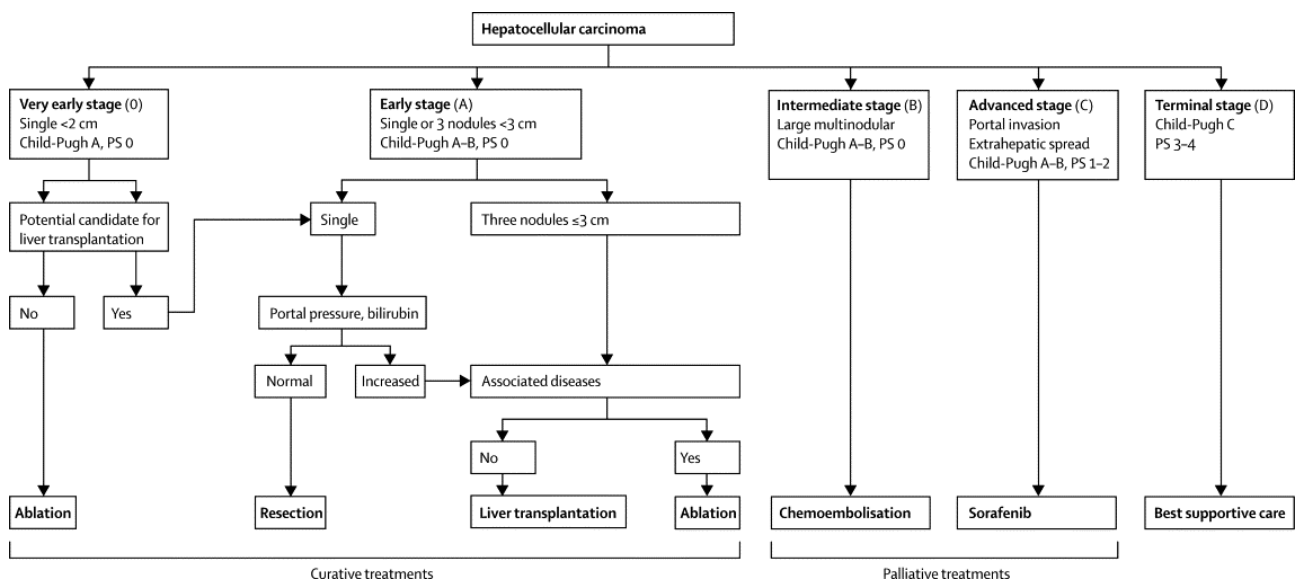 Hepatocellular carcinoma
Very early stage (0)
Single <2 cm
Child-Pugh A, PS 0
Early stage (A)
Single or 3 nodules <3 cm
Child-Pugh A–B, PS 0
Intermediate stage (B)
Large multinodular
Child-Pugh A–B, PS 0
Advanced stage (C)
Portal invasion
Extrahepatic spread
Child-Pugh A–B, PS 1–2
Terminal stage (D)
Child-Pugh C
PS 3–4
Potential candidate for
liver transplantation
Single
Three nodules ≤3 cm
No
Yes
Portal pressure, bilirubin
Normal
Increased
Associated diseases
No
Yes
Ablation
Resection
Liver transplantation
Ablation
Chemoembolisation
Sorafenib
Best supportive care
Curative treatments
Palliative treatments